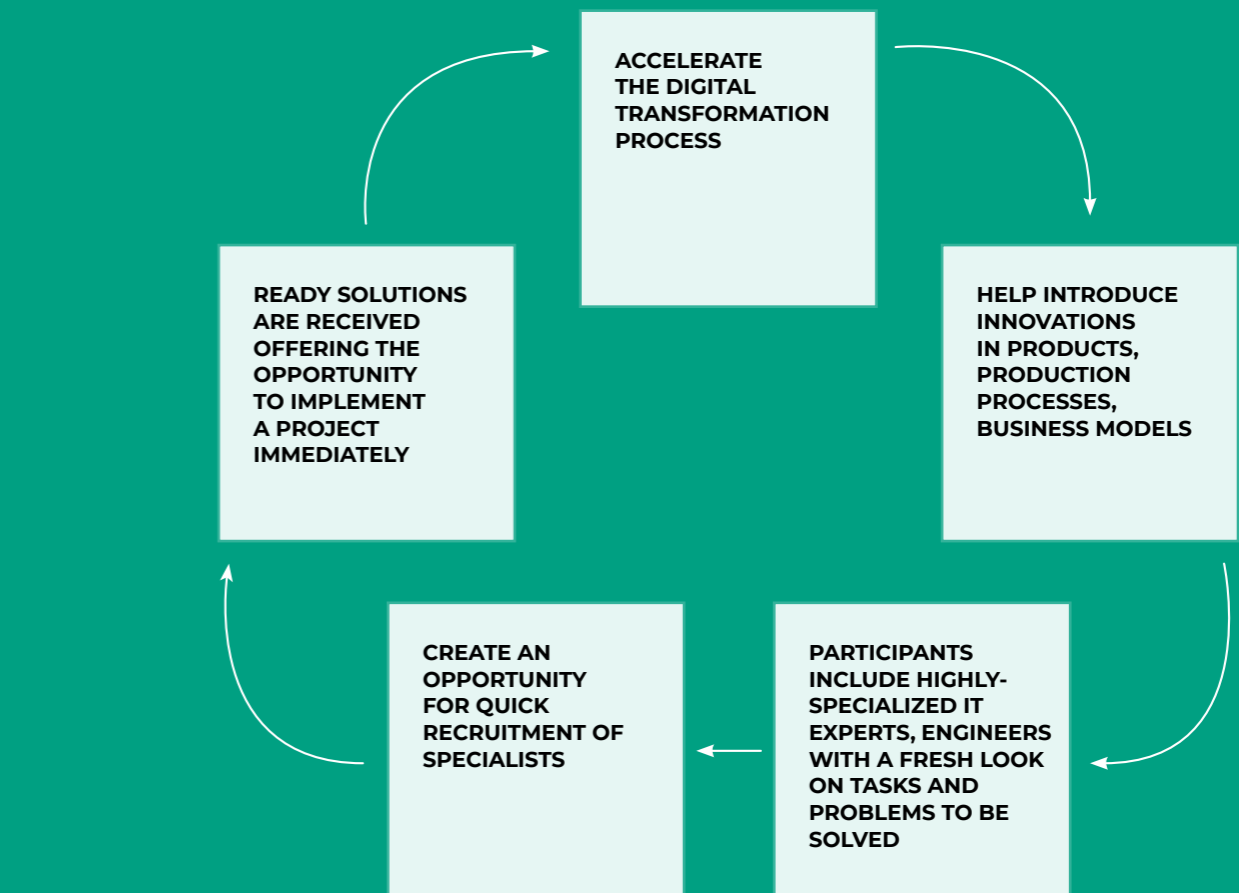 ACCELERATE
THE DIGITAL
TRANSFORMATION
PROCESS
HELP INTRODUCE
INNOVATIONS
IN PRODUCTS,
PRODUCTION
PROCESSES,
BUSINESS MODELS
PARTICIPANTS
INCLUDE HIGHLY-
SPECIALIZED IT
EXPERTS, ENGINEERS
WITH A FRESH LOOK
ON TASKS AND
PROBLEMS TO BE
SOLVED
CREATE AN
OPPORTUNITY
FOR QUICK
RECRUITMENT OF
SPECIALISTS
READY SOLUTIONS
ARE RECEIVED
OFFERING THE
OPPORTUNITY
TO IMPLEMENT
A PROJECT
IMMEDIATELY